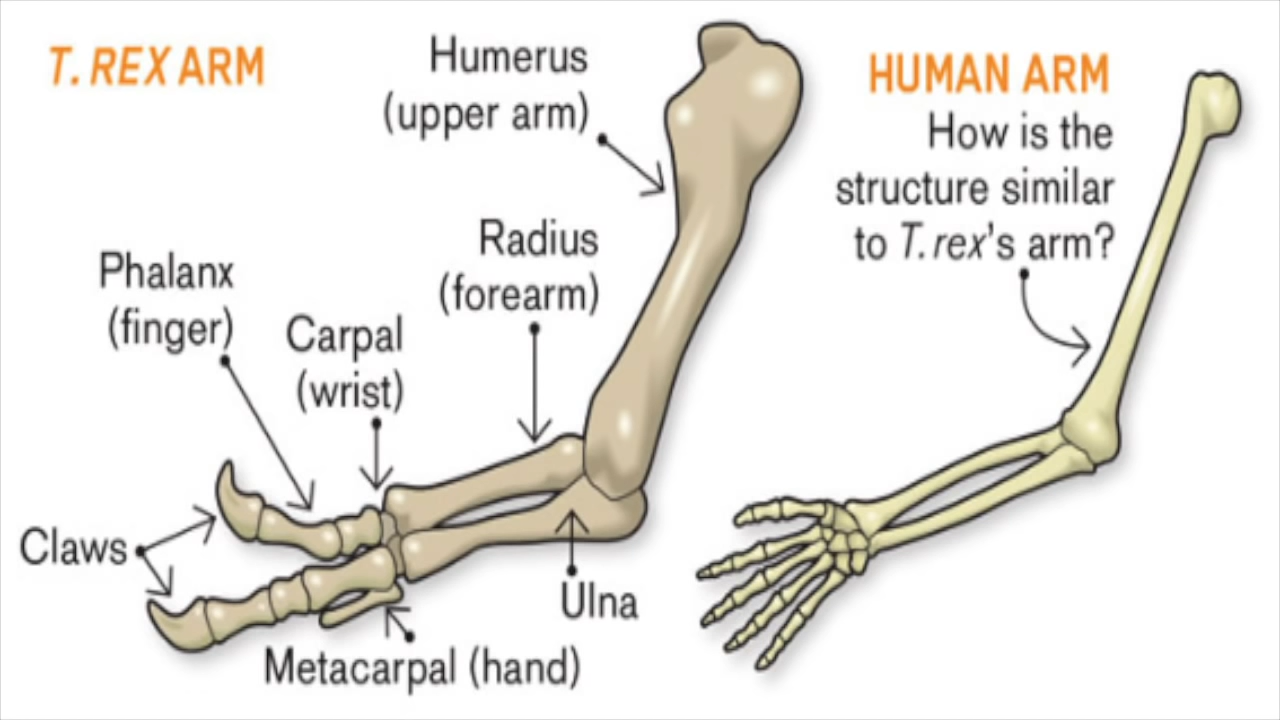 T. REX ARM
Humerus
(upper arm)
Radius
(forearm)
Phalanx
(finger)
Carpal
(wrist)
Claws
Ulna
Metacarpal (hand)
HUMAN ARM
How is the
structure similar
to T. rex's arm?